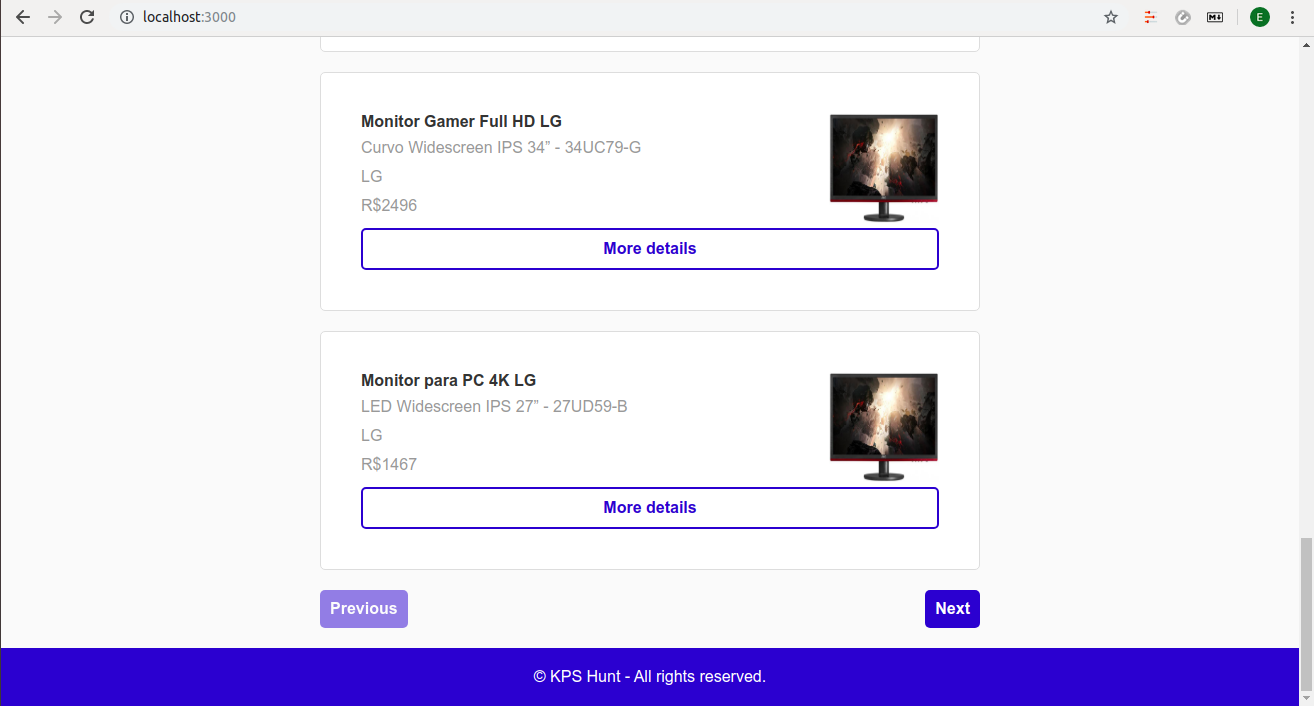 localhost:3000
E
Monitor Gamer Full HD LG
Curvo Widescreen IPS 34” - 34UC79-G
LG
R$2496
More details
Monitor para PC 4K LG
LED Widescreen IPS 27” - 27UD59-B
LG
R$1467
More details
Previous
Next
© KPS Hunt - All rights reserved.